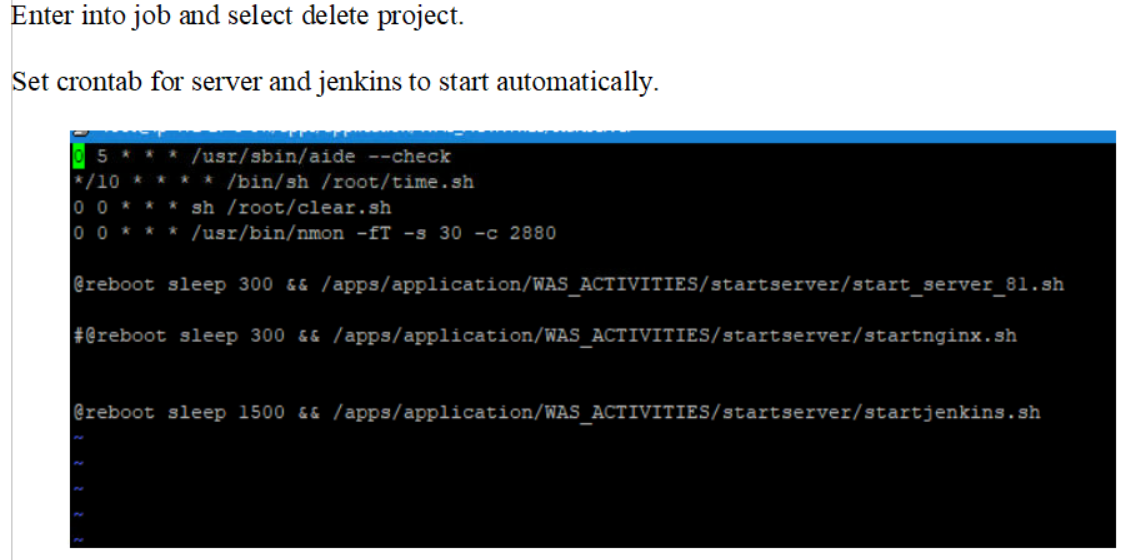 Enter into job and select delete project.
Set crontab for server and jenkins to start automatically.
0 5 * * * /usr/sbin/aide --check
*/10 * * * * /bin/sh /root/time.sh
0 0 * * * sh /root/clear.sh
0 0 * * * /usr/bin/nmon -fT -s 30 -c 2880
@reboot sleep 300 && /apps/application/WAS_ACTIVITIES/startserver/start_server_81.sh
#@reboot sleep 300 && /apps/application/WAS_ACTIVITIES/startserver/startnginx.sh
@reboot sleep 1500 && /apps/application/WAS_ACTIVITIES/startserver/startjenkins.sh
~
~
~
~
~